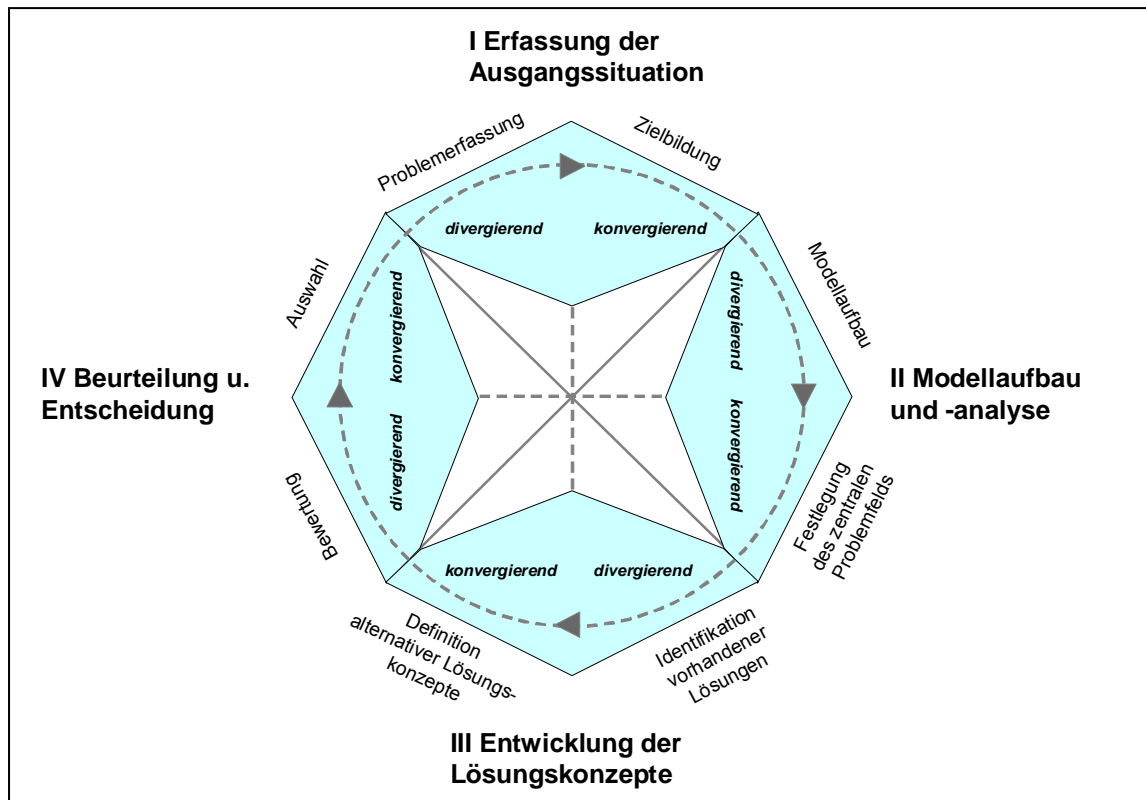 I Erfassung der
Ausgangssituation
Problemerfassung
Zielbildung
divergierend
konvergierend
Auswahl
konvergierend
divergierend
Modellaufbau
IV Beurteilung u.
Entscheidung
II Modellaufbau
und -analyse
divergierend
konvergierend
Bewertung
Festlegung
des zentralen
Problemfelds
konvergierend
divergierend
Definition
alternativer Lösungs-
konzepte
Identifikation
vorhandener
Lösungen
III Entwicklung der
Lösungskonzepte